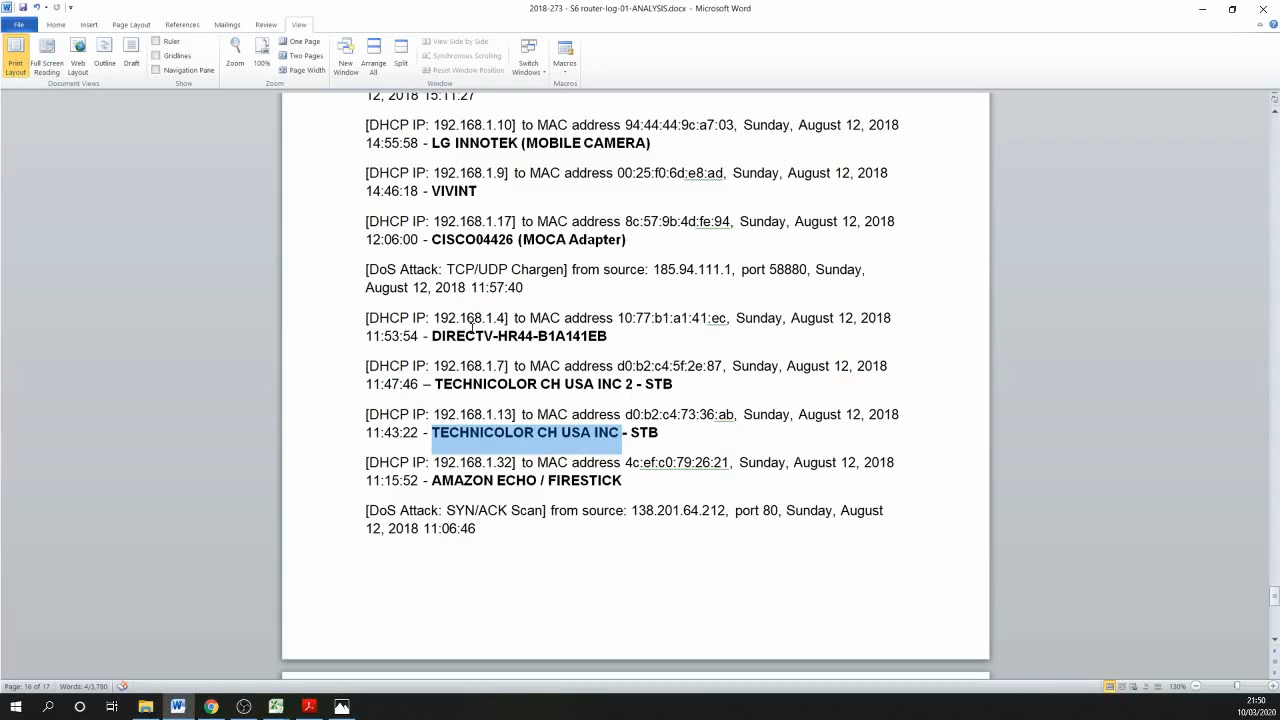 2018-273 - S6 router-log-01-ANALYSIS.docx - Microsoft Word
File Home Insert Page Layout References Mailings Review View
Print Layout
Full Screen Reading
Web Layout
Outline
Draft
Document Views
Ruler
Gridlines
Navigation Pane
Show
Zoom
100%
One Page
Two Pages
Page Width
Zoom
New Window
Arrange All
Split
View Side by Side
Synchronous Scrolling
Reset Window Position
Window
Switch Windows
Macros
Macros
12, 2018 15:11:27
[DHCP IP: 192.168.1.10] to MAC address 94:44:44:9c:a7:03, Sunday, August 12, 2018
14:55:58 - LG INNOTEK (MOBILE CAMERA)
[DHCP IP: 192.168.1.9] to MAC address 00:25:f0:6d:e8:ad, Sunday, August 12, 2018
14:46:18 - VIVINT
[DHCP IP: 192.168.1.17] to MAC address 8c:57:9b:4d:fe:94, Sunday, August 12, 2018
12:06:00 - CISCO04426 (MOCA Adapter)
[DoS Attack: TCP/UDP Chargen] from source: 185.94.111.1, port 58880, Sunday,
August 12, 2018 11:57:40
[DHCP IP: 192.168.1.4] to MAC address 10:77:b1:a1:41:ec, Sunday, August 12, 2018
11:53:54 - DIRECTV-HR44-B1A141EB
[DHCP IP: 192.168.1.7] to MAC address d0:b2:c4:5f:2e:87, Sunday, August 12, 2018
11:47:46 – TECHNICOLOR CH USA INC 2 - STB
[DHCP IP: 192.168.1.13] to MAC address d0:b2:c4:73:36:ab, Sunday, August 12, 2018
11:43:22 - TECHNICOLOR CH USA INC - STB
[DHCP IP: 192.168.1.32] to MAC address 4c:ef:c0:79:26:21, Sunday, August 12, 2018
11:15:52 - AMAZON ECHO / FIRESTICK
[DoS Attack: SYN/ACK Scan] from source: 138.201.64.212, port 80, Sunday, August
12, 2018 11:06:46
Page: 16 of 17 Words: 4/3,780
130%
21:50
10/03/2020